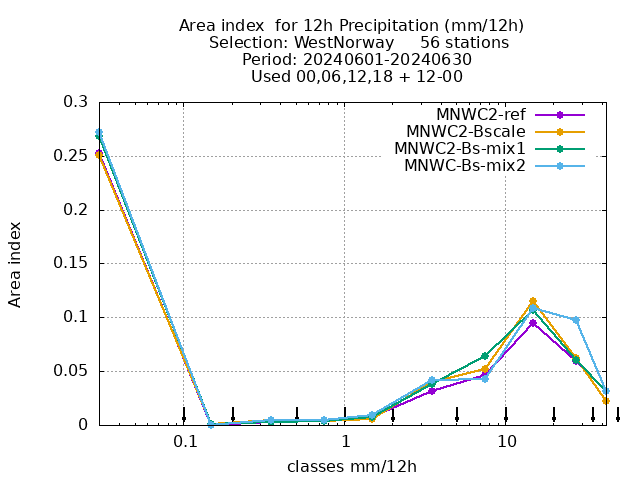 Area index  for 12h Precipitation (mm/12h)
Selection: WestNorway     56 stations
Period: 20240601-20240630
Used 00,06,12,18 + 12-00
MNWC2-ref
MNWC2-Bscale
MNWC2-Bs-mix1
MNWC-Bs-mix2
0.3
0.25
0.2
0.15
0.1
0.05
0
Area index
0.1
1
10
classes mm/12h